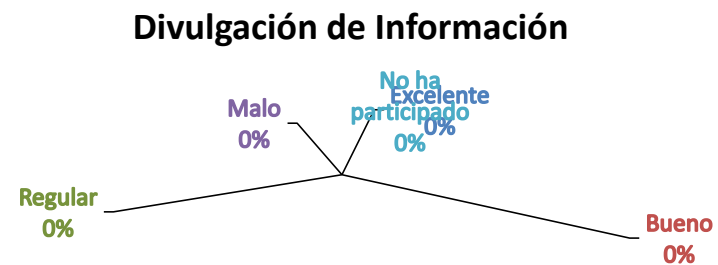 Divulgación de Información
No ha
participado
0%
Excelente
0%
Malo
0%
Regular
0%
Bueno
0%